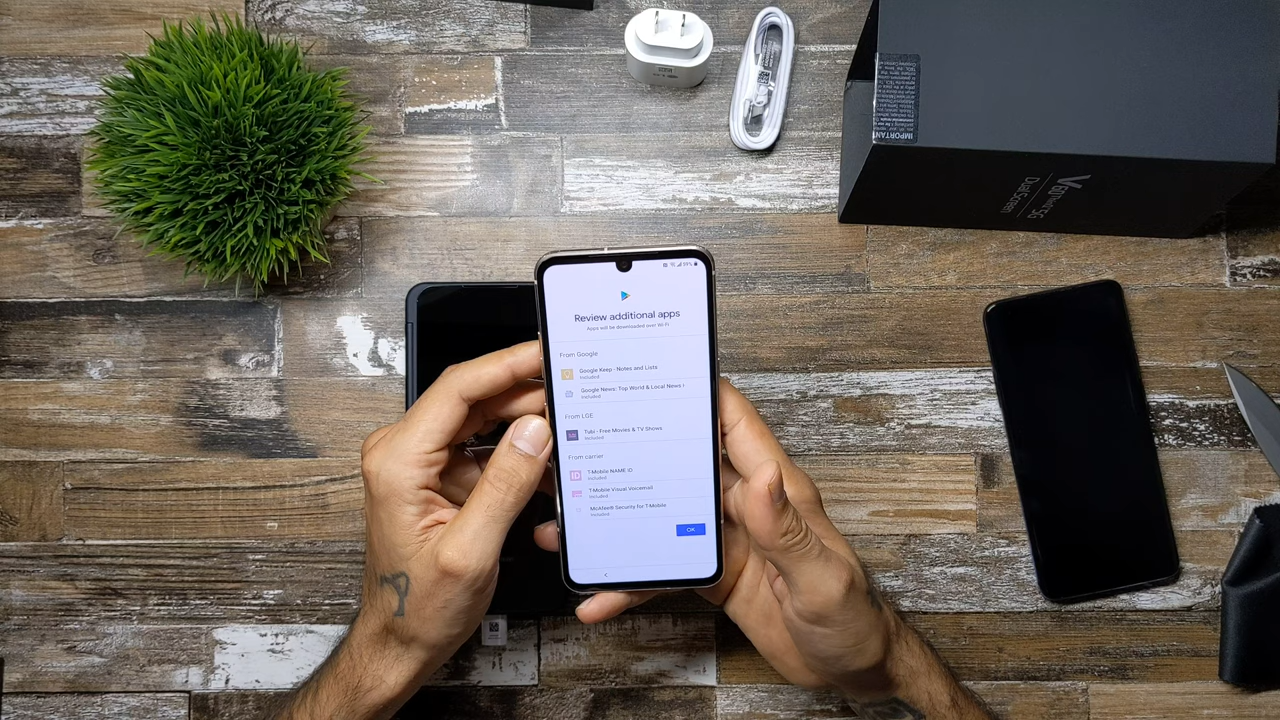 IMPORTANT
V60ThinQ 5G
Dual Screen
59%
Review additional apps
Apps will be downloaded over Wi-Fi
From Google
Google Keep - Notes and Lists
Included
Google News: Top World & Local News
Included
From LGE
Tubi - Free Movies & TV Shows
Included
From carrier
T-Mobile NAME ID
Included
T-Mobile Visual Voicemail
Included
McAfee® Security for T-Mobile
Included
OK